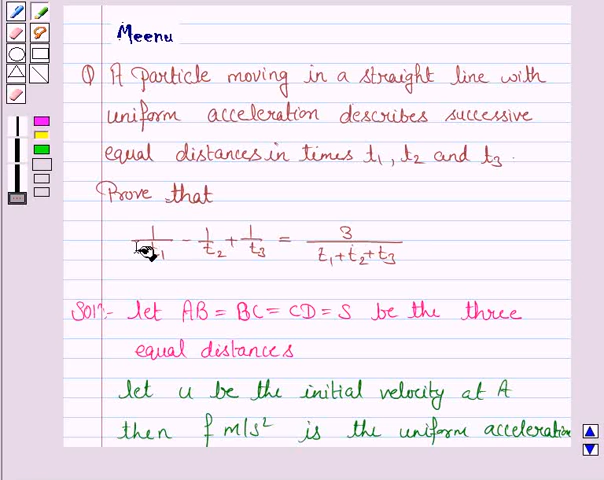 Meenu
Q A Particle moving in a straight line with
uniform acceleration describes successive
equal distances in times t₁, t₂ and t₃.
Prove that
1/t₁ - 1/t₂ + 1/t₃ = 3/(t₁+t₂+t₃)
Solⁿ:- let AB = BC = CD = S be the three
equal distances
let u be the initial velocity at A
then f m/s² is the uniform acceleration